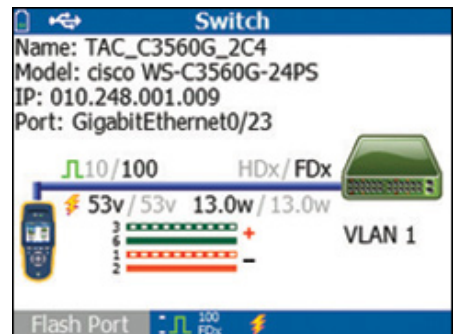 Switch
Name: TAC_C3560G_2C4
Model: cisco WS-C3560G-24PS
IP: 010.248.001.009
Port: GigabitEthernet0/23
10/100 HDx/FDx
53v/53v 13.0w/13.0w
3
6 +
1
2 −
VLAN 1
Flash Port 100
FDx